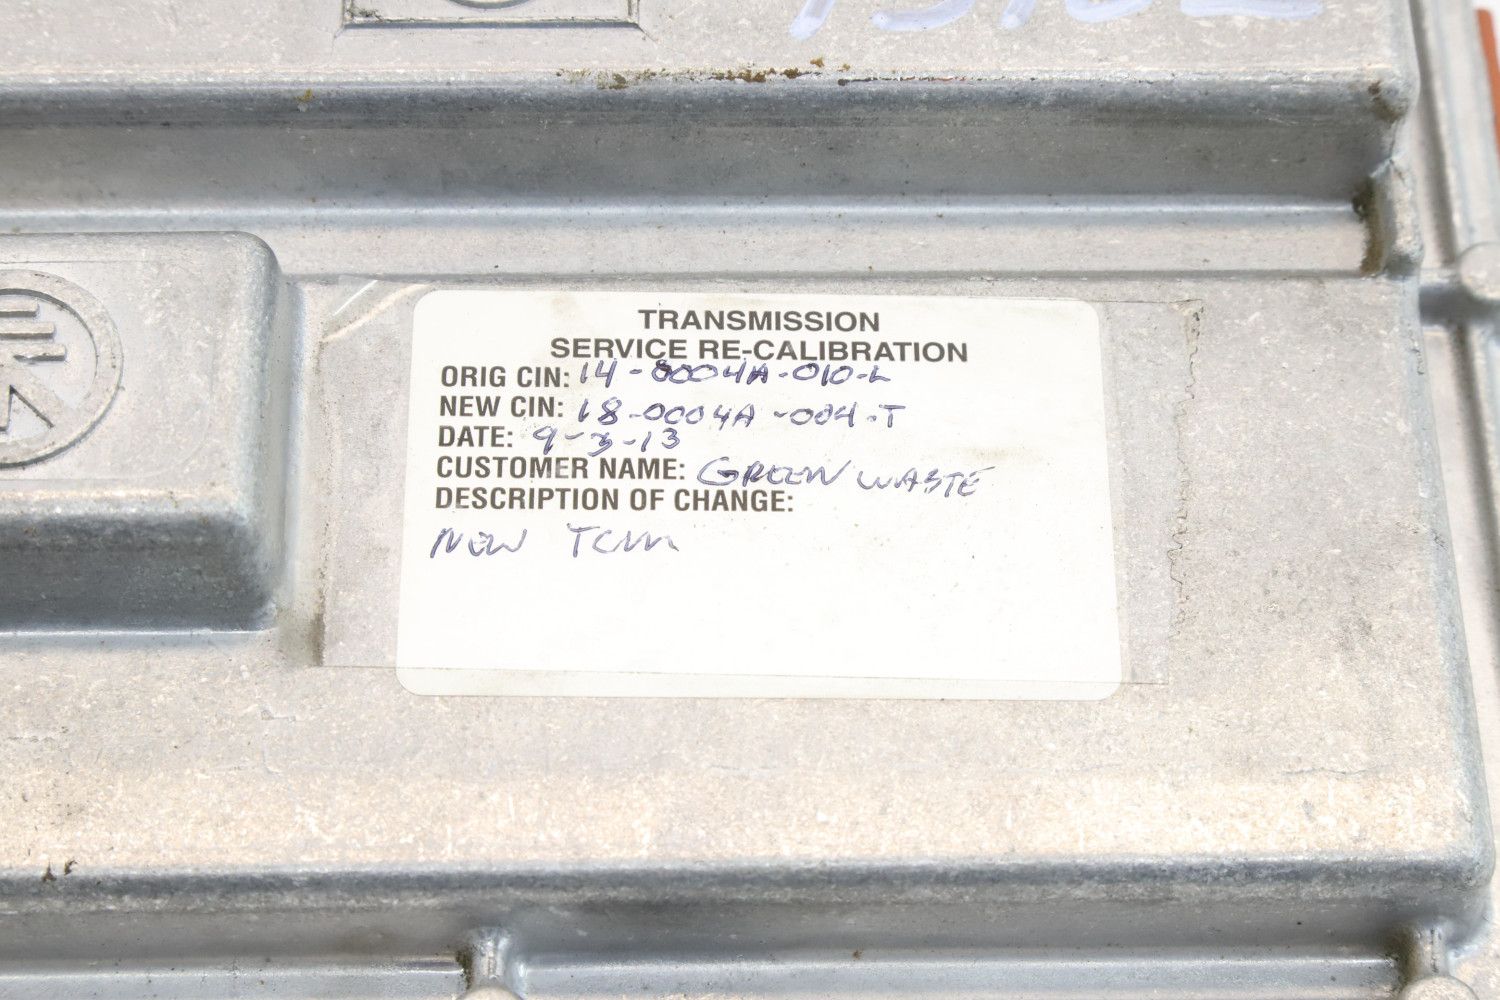 TRANSMISSION
SERVICE RE-CALIBRATION
ORIG CIN: 14-0004A-010-L
NEW CIN: 18-0004A-004-T
DATE: 9-3-13
CUSTOMER NAME: GREEN WASTE
DESCRIPTION OF CHANGE:
NEW TCM